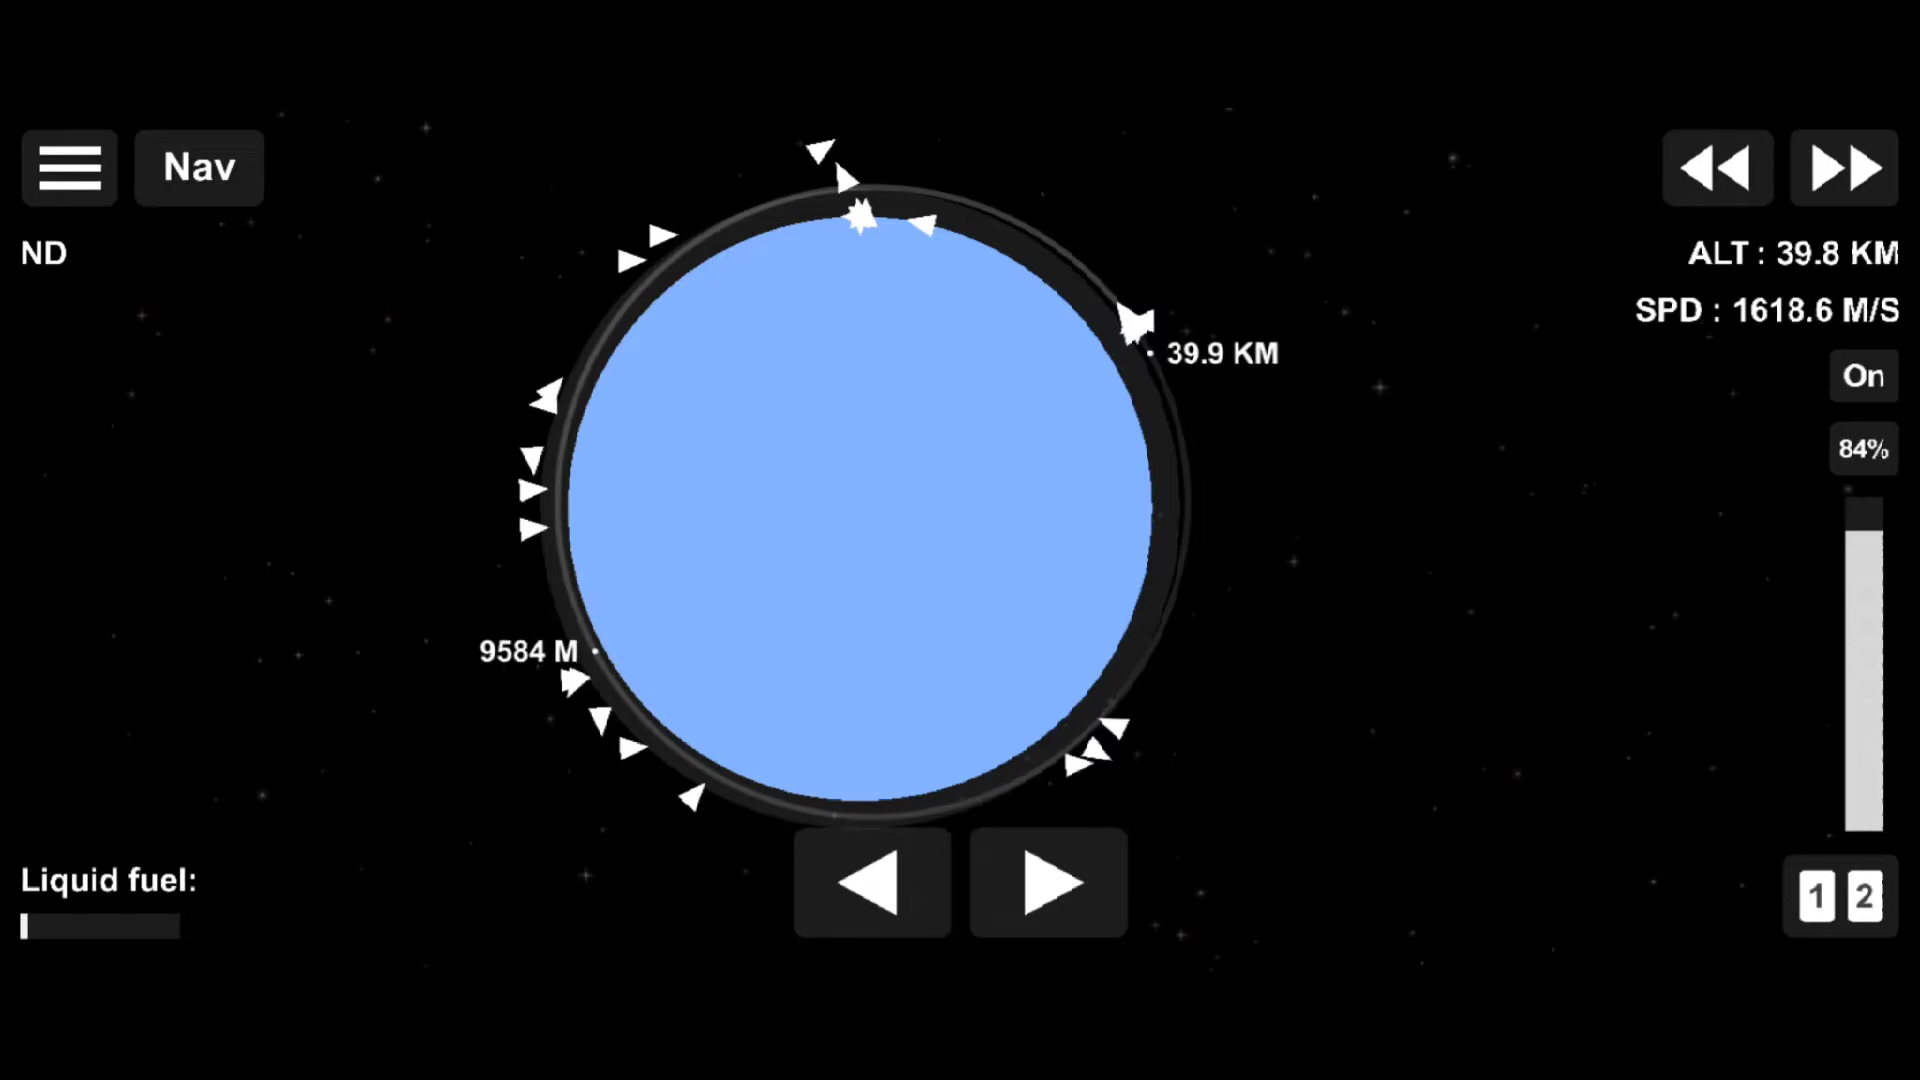 Nav
ND
ALT : 39.8 KM
SPD : 1618.6 M/S
39.9 KM
On
84%
9584 M
Liquid fuel:
1 2